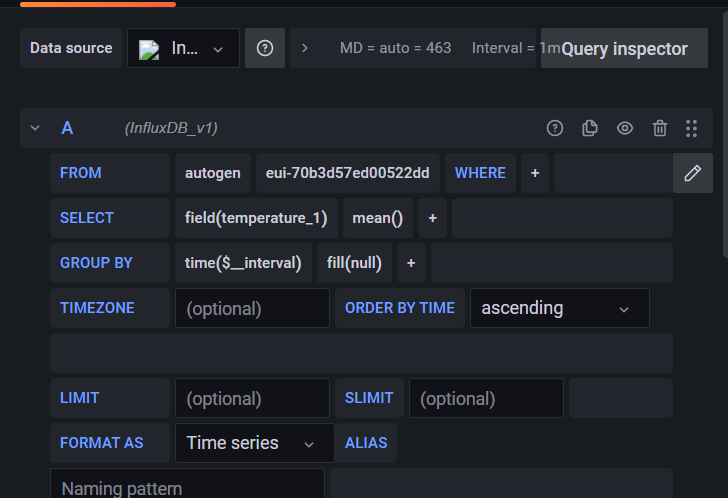 Data source In... MD = auto = 463 Interval = 1m Query inspector
A (InfluxDB_v1)
FROM autogen eui-70b3d57ed00522dd WHERE +
SELECT field(temperature_1) mean() +
GROUP BY time($__interval) fill(null) +
TIMEZONE (optional) ORDER BY TIME ascending
LIMIT (optional) SLIMIT (optional)
FORMAT AS Time series ALIAS
Naming pattern